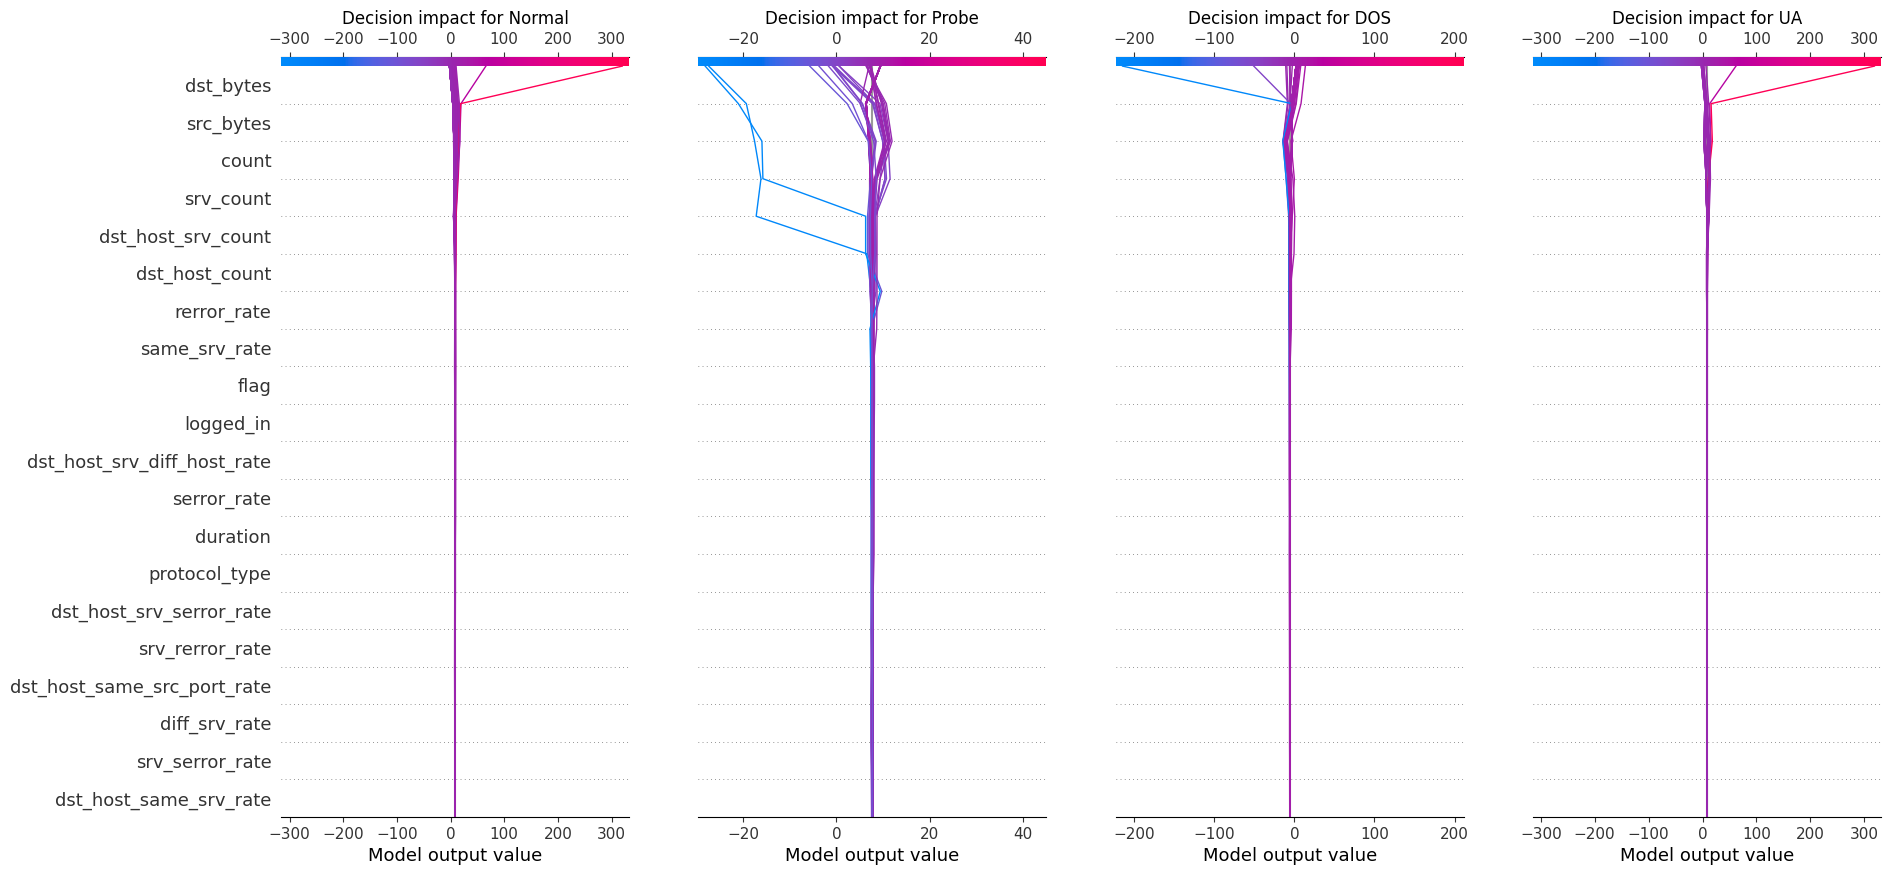 Decision impact for Normal Decision impact for Probe Decision impact for DOS Decision impact for UA
−300 −200 −100 0 100 200 300 −20 0 20 40 −200 −100 0 100 200 −300 −200 −100 0 100 200 300
dst_bytes
src_bytes
count
srv_count
dst_host_srv_count
dst_host_count
rerror_rate
same_srv_rate
flag
logged_in
dst_host_srv_diff_host_rate
serror_rate
duration
protocol_type
dst_host_srv_serror_rate
srv_rerror_rate
dst_host_same_src_port_rate
diff_srv_rate
srv_serror_rate
dst_host_same_srv_rate
−300 −200 −100 0 100 200 300 −20 0 20 40 −200 −100 0 100 200 −300 −200 −100 0 100 200 300
Model output value Model output value Model output value Model output value